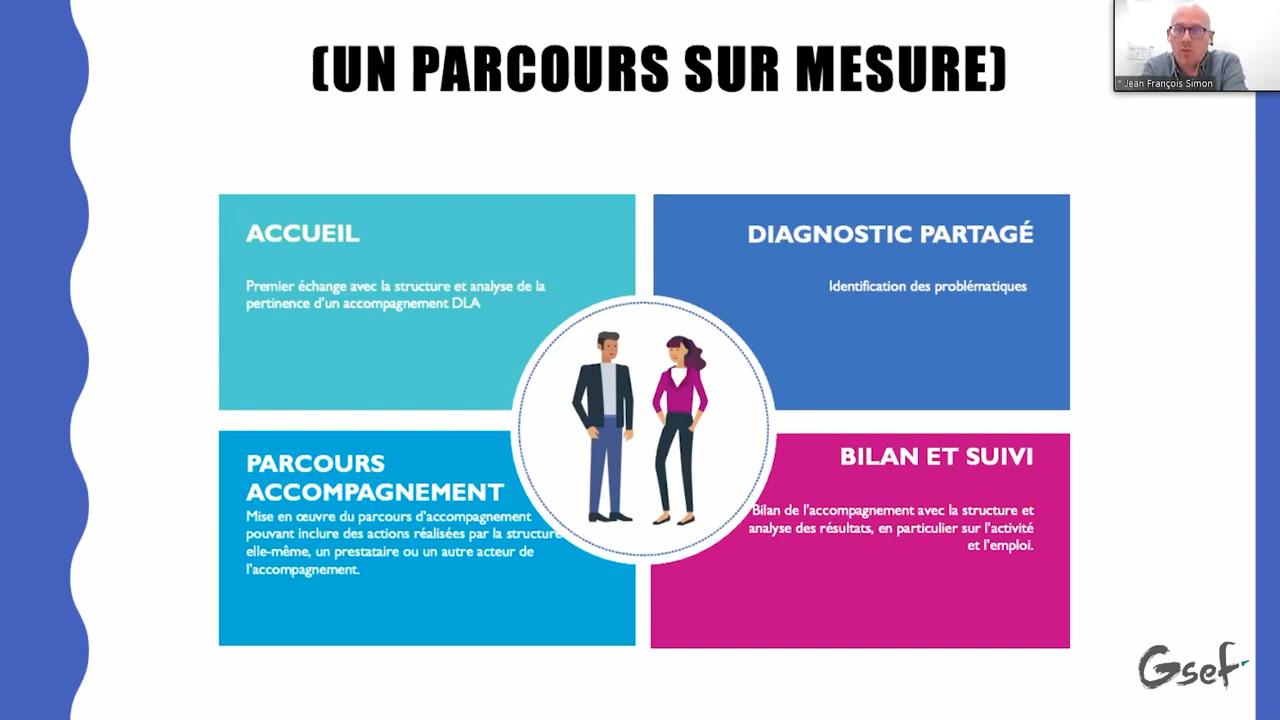 (UN PARCOURS SUR MESURE)
* Jean François Simon
ACCUEIL
Premier échange avec la structure et analyse de la
pertinence d'un accompagnement DLA
DIAGNOSTIC PARTAGÉ
Identification des problématiques
PARCOURS
ACCOMPAGNEMENT
Mise en œuvre du parcours d'accompagnement
pouvant inclure des actions réalisées par la structure
elle-même, un prestataire ou un autre acteur de
l'accompagnement.
BILAN ET SUIVI
Bilan de l'accompagnement avec la structure et
analyse des résultats, en particulier sur l'activité
et l'emploi.
Gsef